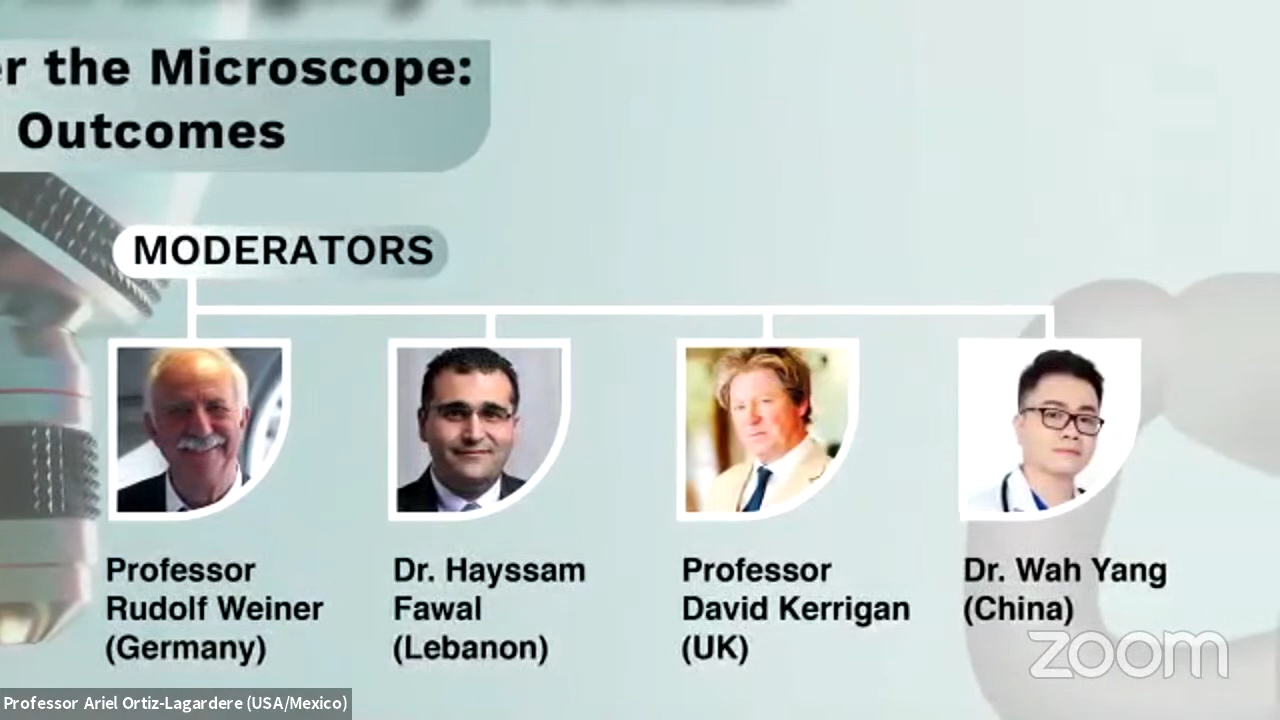 er the Microscope:
Outcomes
MODERATORS
Professor
Rudolf Weiner
(Germany)
Dr. Hayssam
Fawal
(Lebanon)
Professor
David Kerrigan
(UK)
Dr. Wah Yang
(China)
zoom
Professor Ariel Ortiz-Lagardere (USA/Mexico)